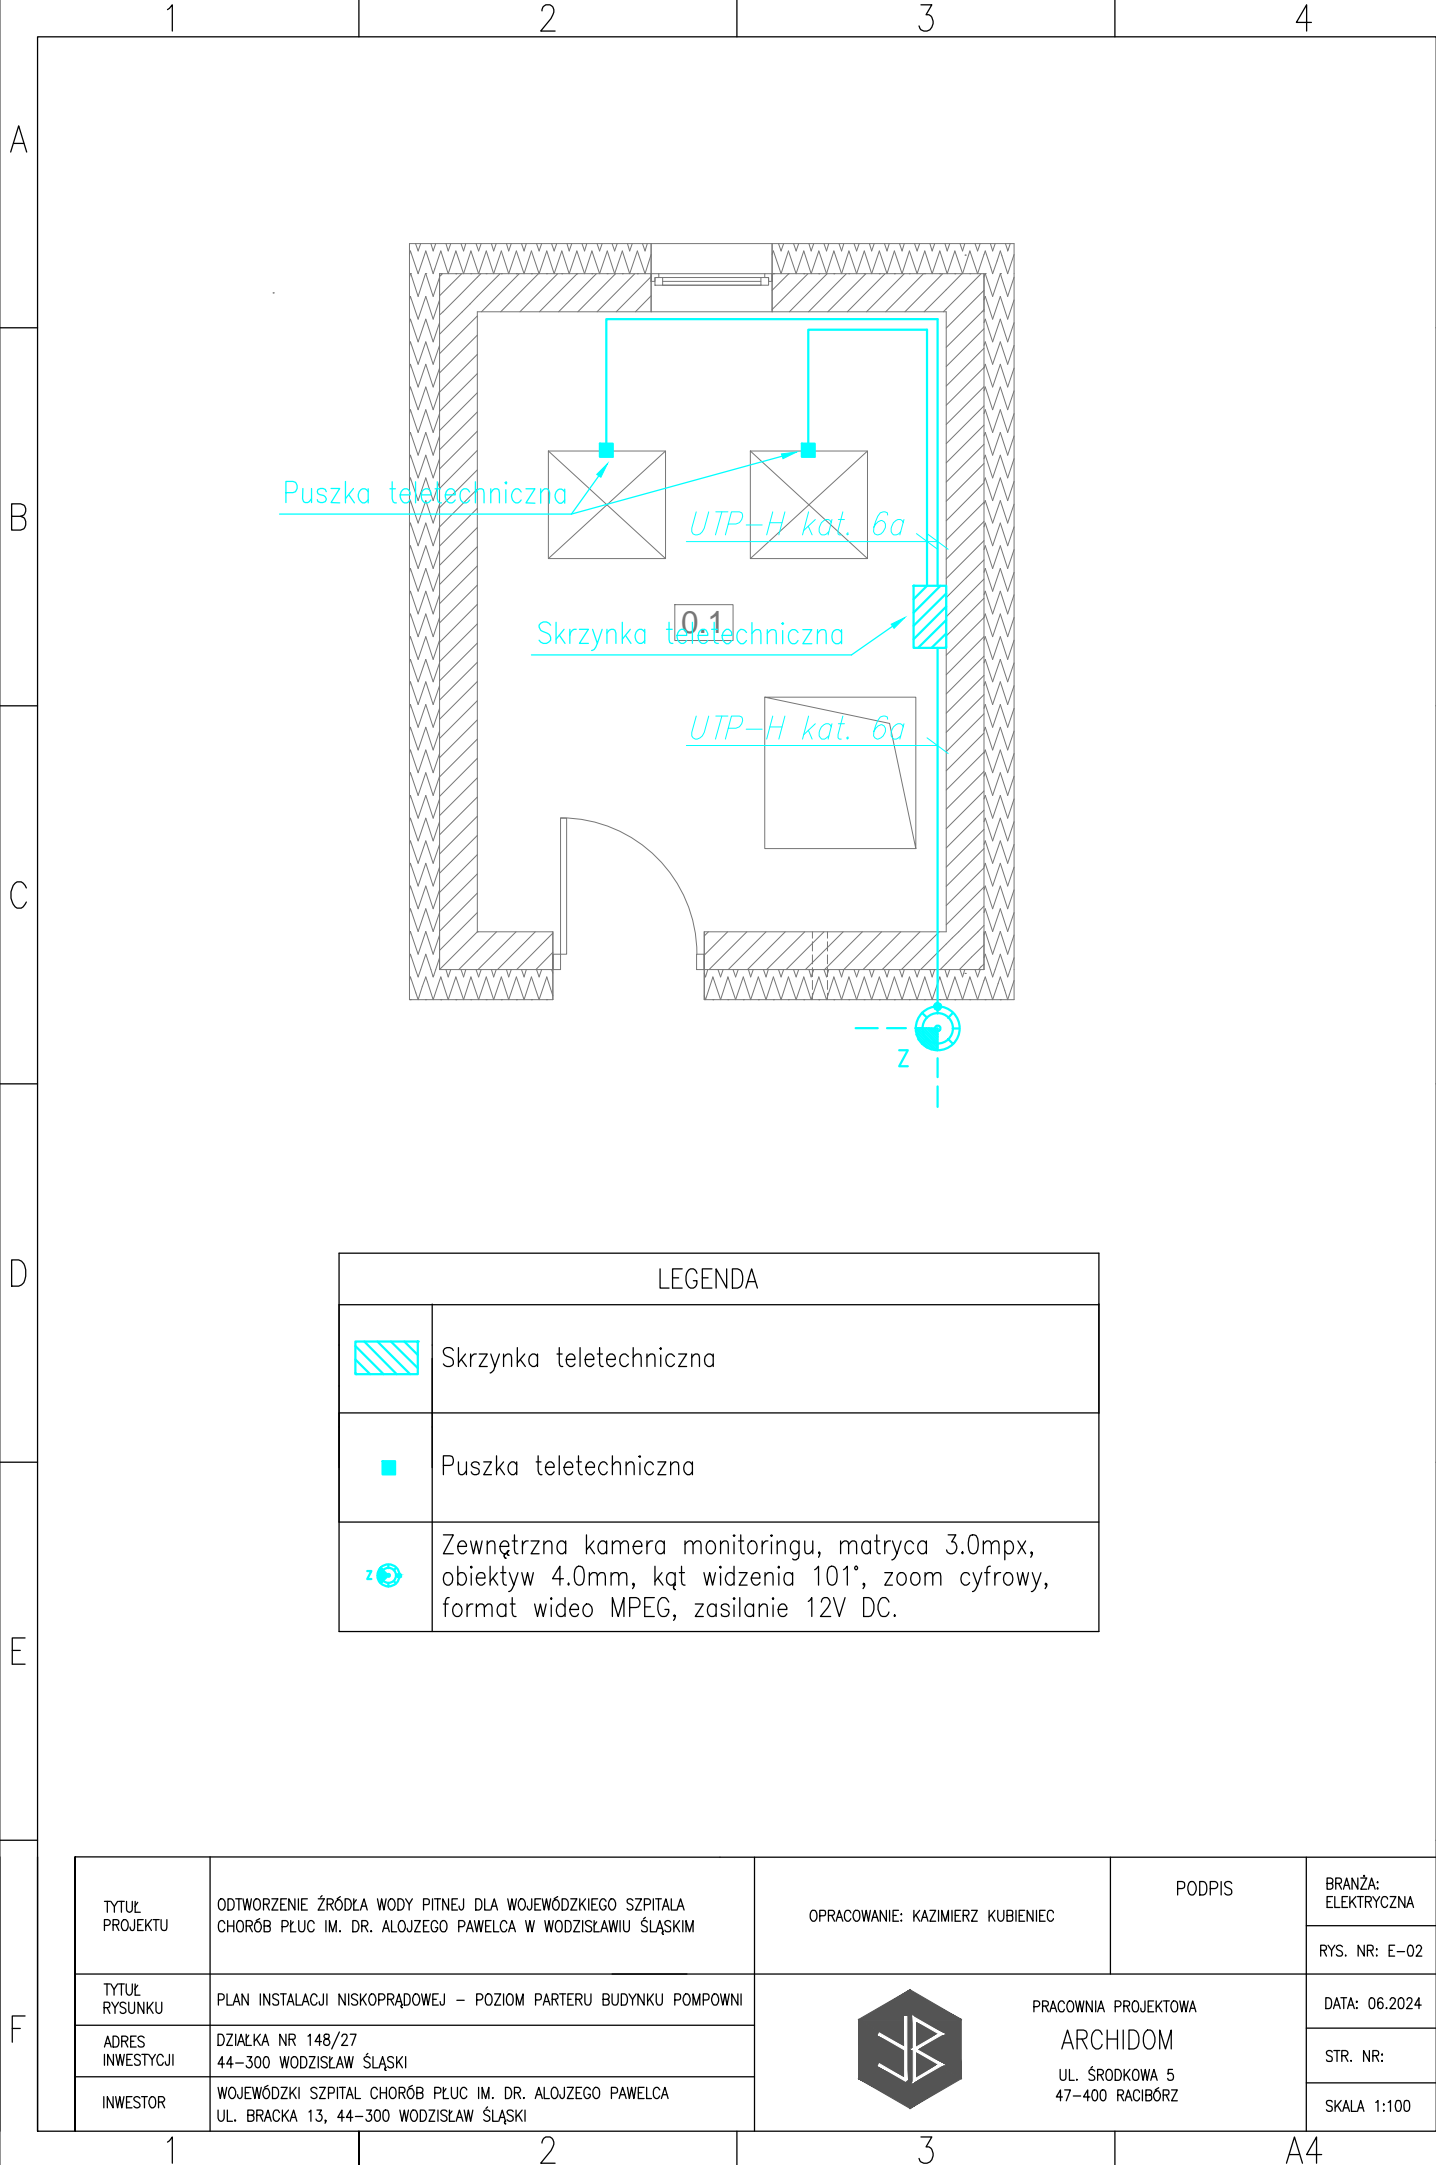 1 2 3 4
A
B
C
D
E
F
Puszka teletechniczna
UTP-H kat. 6a
0.1
Skrzynka teletechniczna
UTP-H kat. 6a
Z
LEGENDA
Skrzynka teletechniczna
Puszka teletechniczna
Z
Zewnętrzna kamera monitoringu, matryca 3.0mpx,
obiektyw 4.0mm, kąt widzenia 101°, zoom cyfrowy,
format wideo MPEG, zasilanie 12V DC.
TYTUŁ
PROJEKTU
ODTWORZENIE ŹRÓDŁA WODY PITNEJ DLA WOJEWÓDZKIEGO SZPITALA
CHORÓB PŁUC IM. DR. ALOJZEGO PAWELCA W WODZISŁAWIU ŚLĄSKIM
OPRACOWANIE: KAZIMIERZ KUBIENIEC
PODPIS
BRANŻA:
ELEKTRYCZNA
RYS. NR: E-02
TYTUŁ
RYSUNKU
PLAN INSTALACJI NISKOPRĄDOWEJ - POZIOM PARTERU BUDYNKU POMPOWNI
ADRES
INWESTYCJI
DZIAŁKA NR 148/27
44-300 WODZISŁAW ŚLĄSKI
INWESTOR
WOJEWÓDZKI SZPITAL CHORÓB PŁUC IM. DR. ALOJZEGO PAWELCA
UL. BRACKA 13, 44-300 WODZISŁAW ŚLĄSKI
PRACOWNIA PROJEKTOWA
ARCHIDOM
UL. ŚRODKOWA 5
47-400 RACIBÓRZ
DATA: 06.2024
STR. NR:
SKALA 1:100
1 2 3 A4